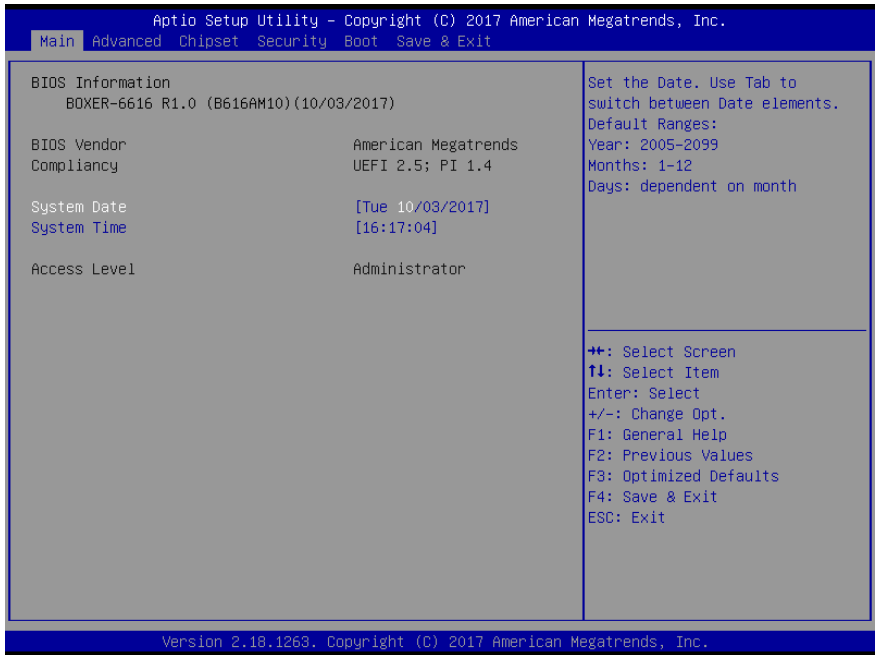 Aptio Setup Utility – Copyright (C) 2017 American Megatrends, Inc.
Main Advanced Chipset Security Boot Save & Exit
BIOS Information
BOXER-6616 R1.0 (B616AM10)(10/03/2017)
BIOS Vendor American Megatrends
Compliancy UEFI 2.5; PI 1.4
System Date [Tue 10/03/2017]
System Time [16:17:04]
Access Level Administrator
Set the Date. Use Tab to
switch between Date elements.
Default Ranges:
Year: 2005-2099
Months: 1-12
Days: dependent on month
→←: Select Screen
↑↓: Select Item
Enter: Select
+/-: Change Opt.
F1: General Help
F2: Previous Values
F3: Optimized Defaults
F4: Save & Exit
ESC: Exit
Version 2.18.1263. Copyright (C) 2017 American Megatrends, Inc.